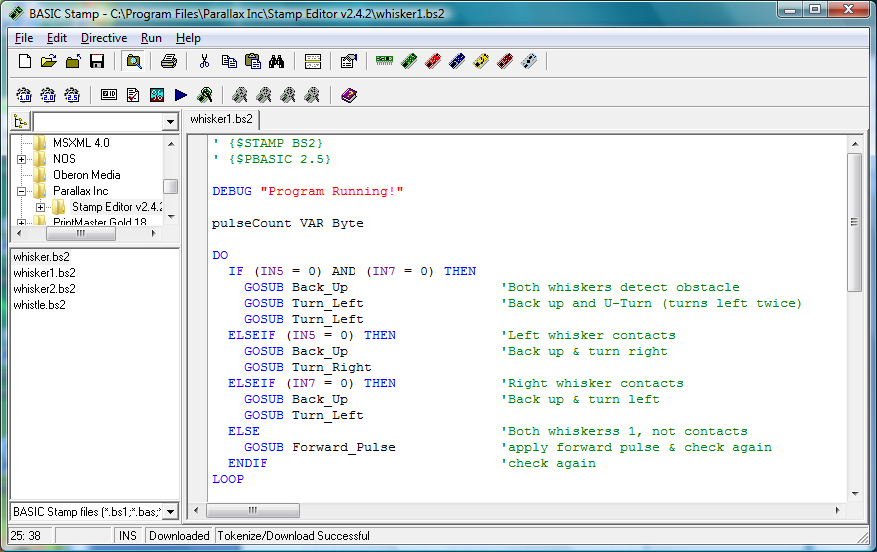 BASIC Stamp - C:\Program Files\Parallax Inc\Stamp Editor v2.4.2\whisker1.bs2
File Edit Directive Run Help
whisker1.bs2
MSXML 4.0
NOS
Oberon Media
Parallax Inc
Stamp Editor v2.4.2
PrintMaster Gold 18
whisker.bs2
whisker1.bs2
whisker2.bs2
whistle.bs2
BASIC Stamp files (*.bs1;*.bas;*
' {$STAMP BS2}
' {$PBASIC 2.5}
DEBUG "Program Running!"
pulseCount VAR Byte
DO
IF (IN5 = 0) AND (IN7 = 0) THEN
GOSUB Back_Up 'Both whiskers detect obstacle
GOSUB Turn_Left 'Back up and U-Turn (turns left twice)
GOSUB Turn_Left
ELSEIF (IN5 = 0) THEN 'Left whisker contacts
GOSUB Back_Up 'Back up & turn right
GOSUB Turn_Right
ELSEIF (IN7 = 0) THEN 'Right whisker contacts
GOSUB Back_Up 'Back up & turn left
GOSUB Turn_Left
ELSE 'Both whiskerss 1, not contacts
GOSUB Forward_Pulse 'apply forward pulse & check again
ENDIF 'check again
LOOP
25: 38 INS Downloaded Tokenize/Download Successful